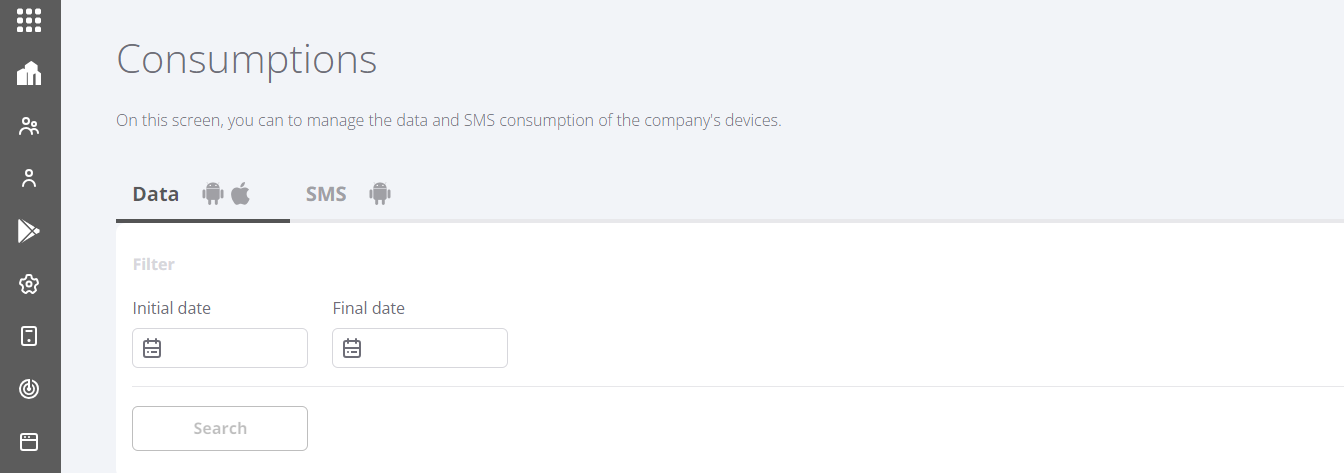 Consumptions
On this screen, you can to manage the data and SMS consumption of the company's devices.
Data SMS
Filter
Initial date Final date
Search